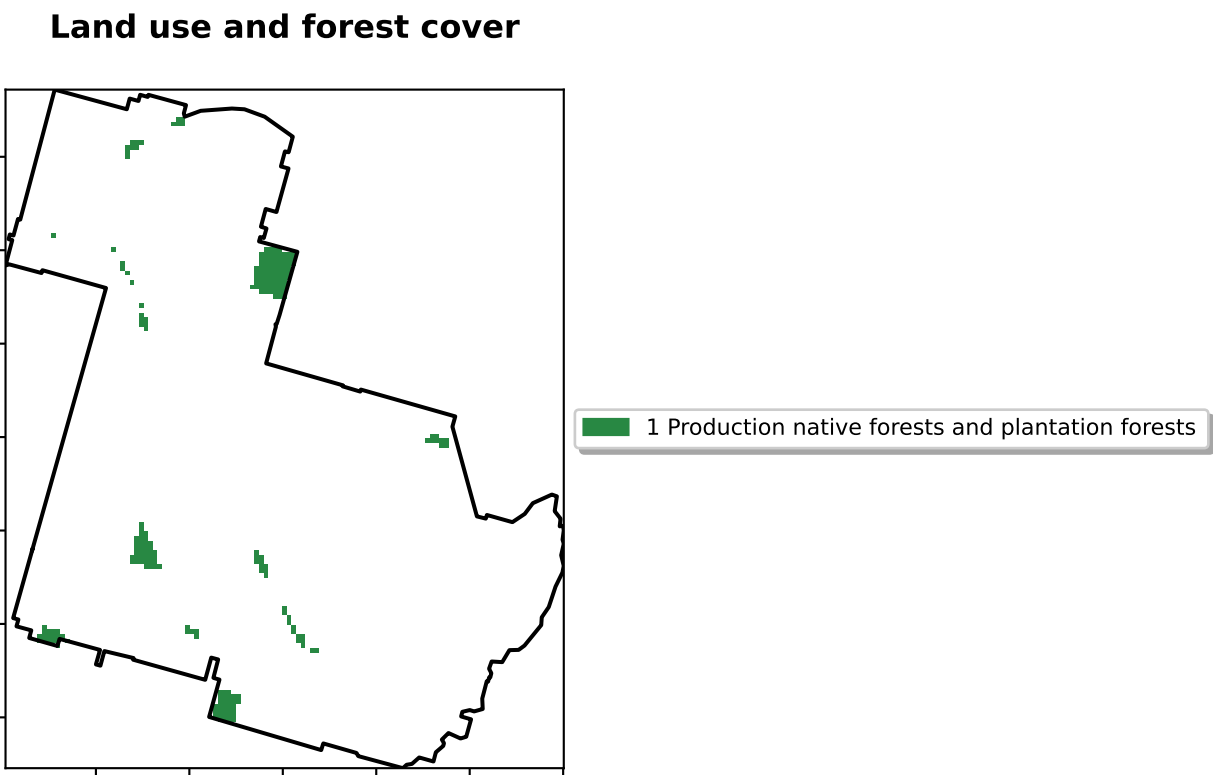 Land use and forest cover
1 Production native forests and plantation forests